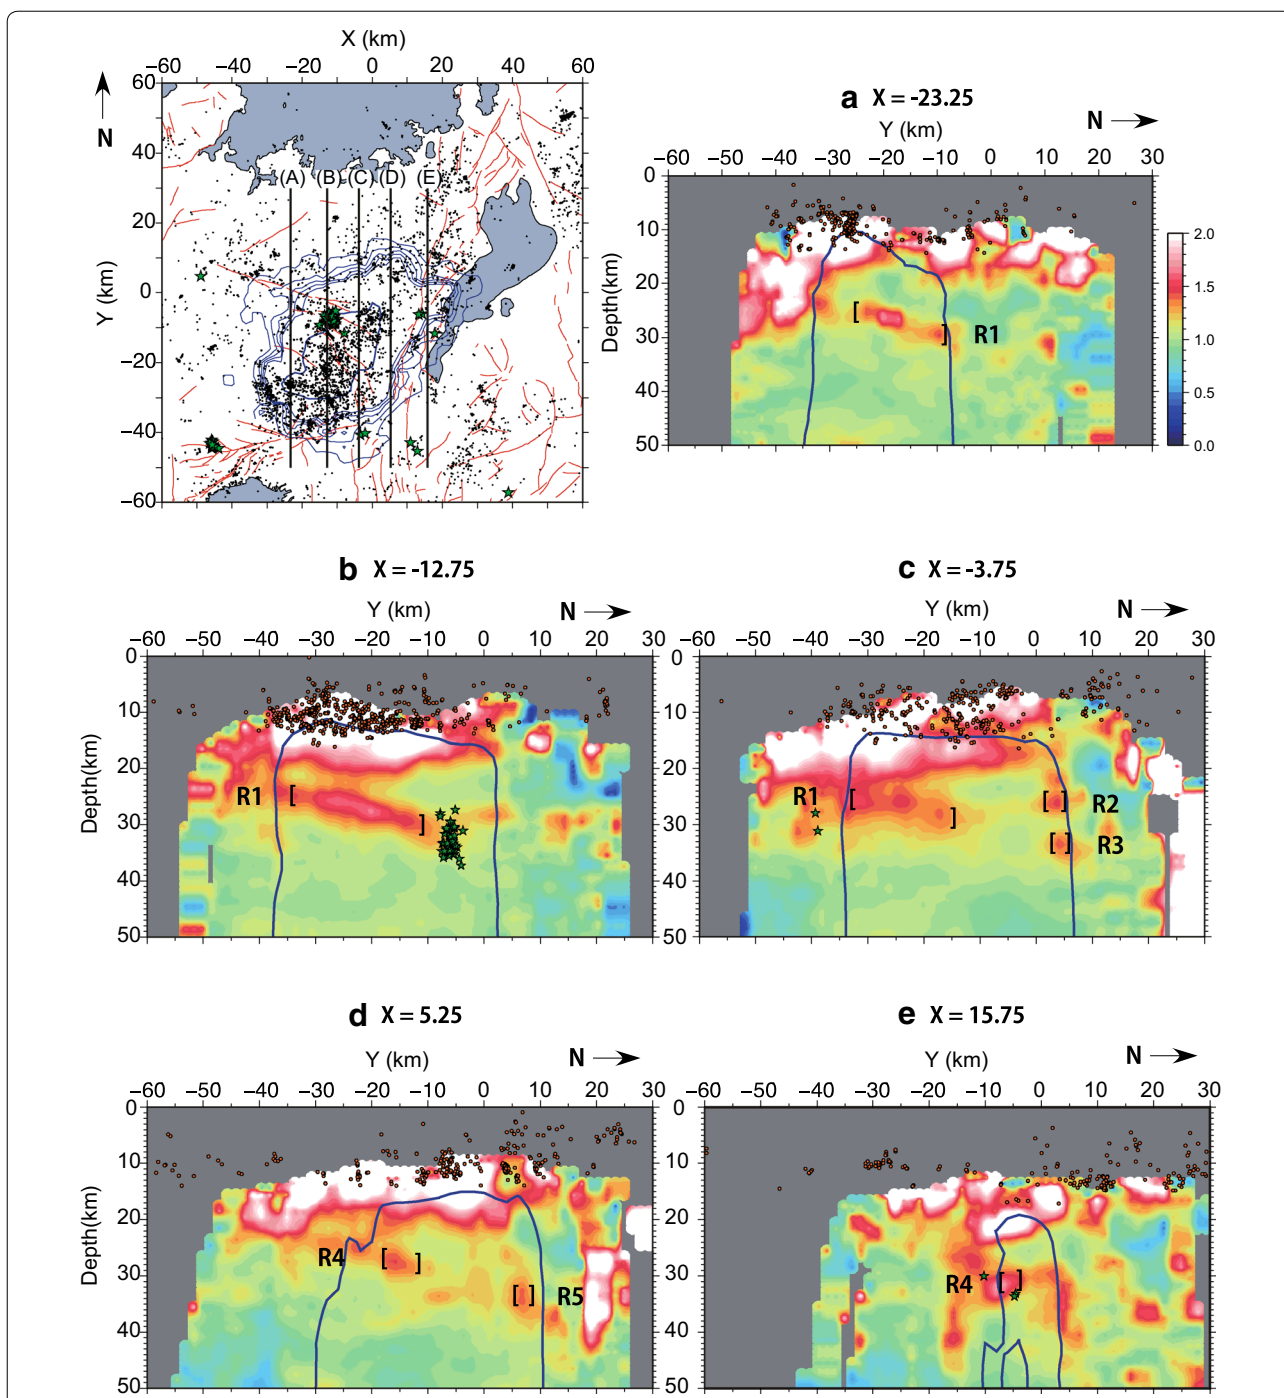 X (km)
−60 −40 −20 0 20 40 60
60
40
20
0
−20
−40
−60
Y (km)
N
(A) (B) (C) (D) (E)
a X = -23.25
Y (km)
N
−60 −50 −40 −30 −20 −10 0 10 20 30
0
10
20
30
40
50
Depth(km)
[ ] R1
2.0
1.5
1.0
0.5
0.0
b X = -12.75
Y (km)
N
−60 −50 −40 −30 −20 −10 0 10 20 30
0
10
20
30
40
50
Depth(km)
R1 [ ]
c X = -3.75
Y (km)
N
−60 −50 −40 −30 −20 −10 0 10 20 30
0
10
20
30
40
50
R1 [ ] [ ] R2
[ ] R3
d X = 5.25
Y (km)
N
−60 −50 −40 −30 −20 −10 0 10 20 30
0
10
20
30
40
50
Depth(km)
R4 [ ]
[ ] R5
e X = 15.75
Y (km)
N
−60 −50 −40 −30 −20 −10 0 10 20 30
0
10
20
30
40
50
R4 [ ]